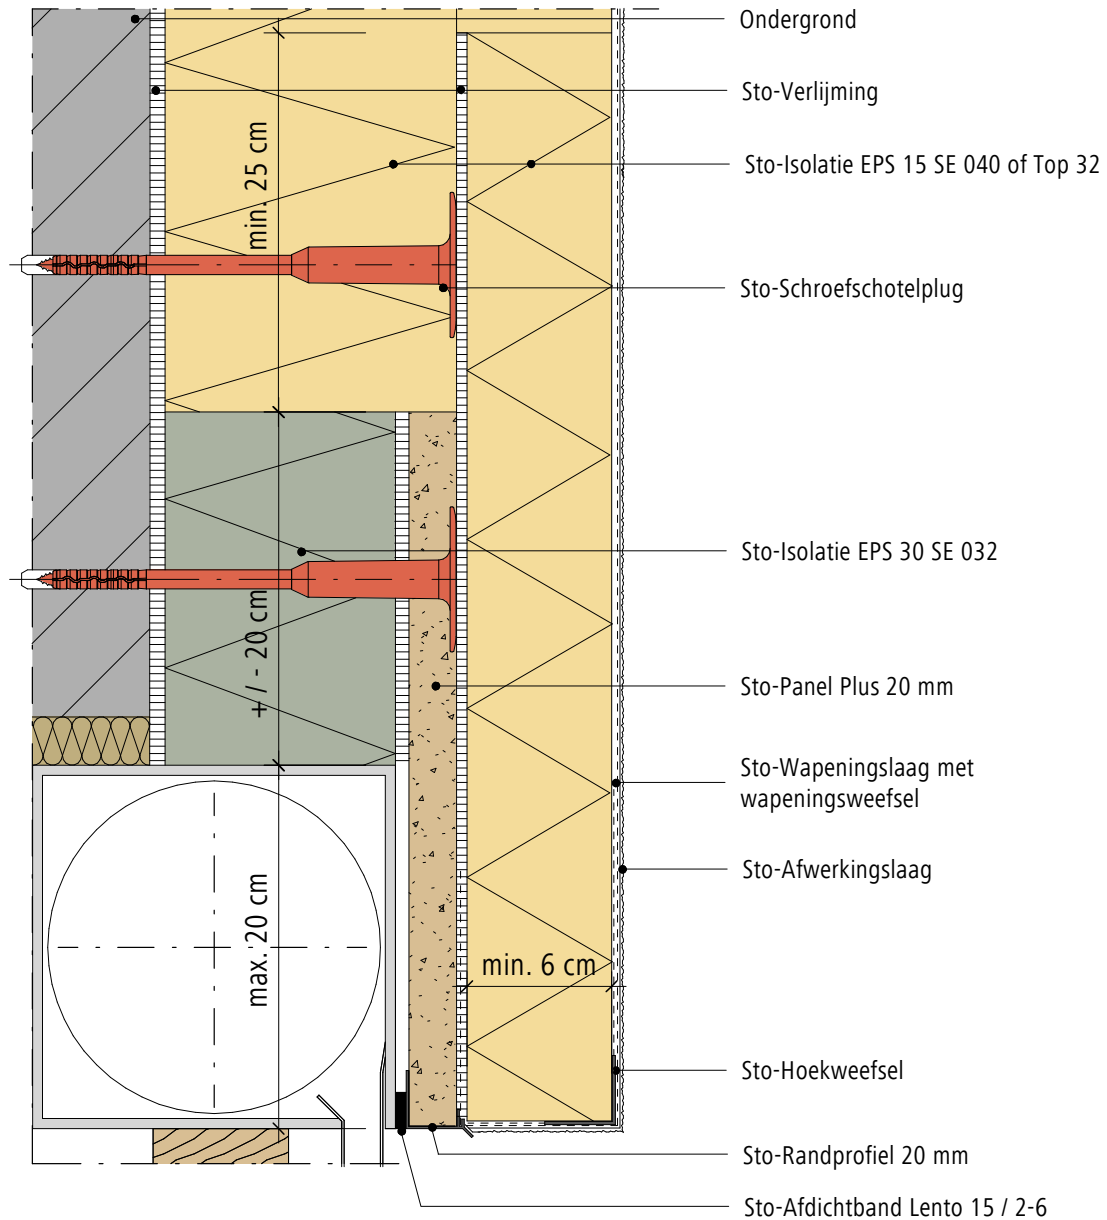 Ondergrond
Sto-Verlijming
min. 25 cm
Sto-Isolatie EPS 15 SE 040 of Top 32
Sto-Schroefschotelplug
Sto-Isolatie EPS 30 SE 032
+ / - 20 cm
Sto-Panel Plus 20 mm
Sto-Wapeningslaag met
wapeningsweefsel
Sto-Afwerkingslaag
max. 20 cm
min. 6 cm
Sto-Hoekweefsel
Sto-Randprofiel 20 mm
Sto-Afdichtband Lento 15 / 2-6